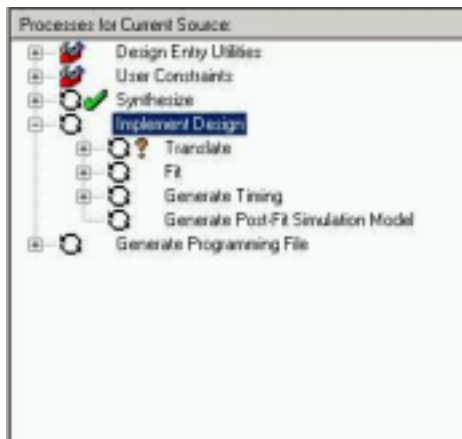 Processes for Current Source:
Design Entry Utilities
User Constraints
Synthesize
Implement Design
Translate
Fit
Generate Timing
Generate Post-Fit Simulation Model
Generate Programming File